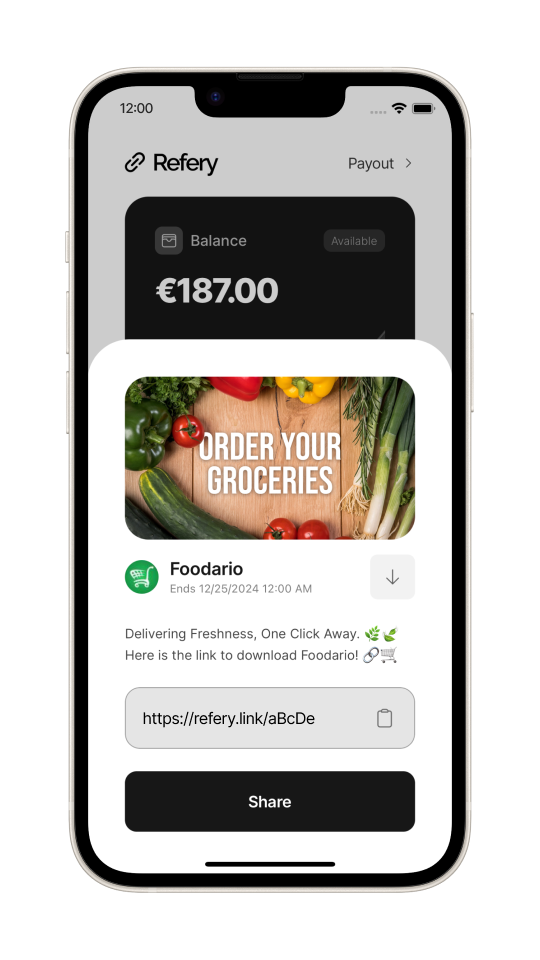 12:00
Refery
Payout
Balance
Available
€187.00
ORDER YOUR
GROCERIES
Foodario
Ends 12/25/2024 12:00 AM
Delivering Freshness, One Click Away. 🌿🍃
Here is the link to download Foodario! 🔗🛒
https://refery.link/aBcDe
Share